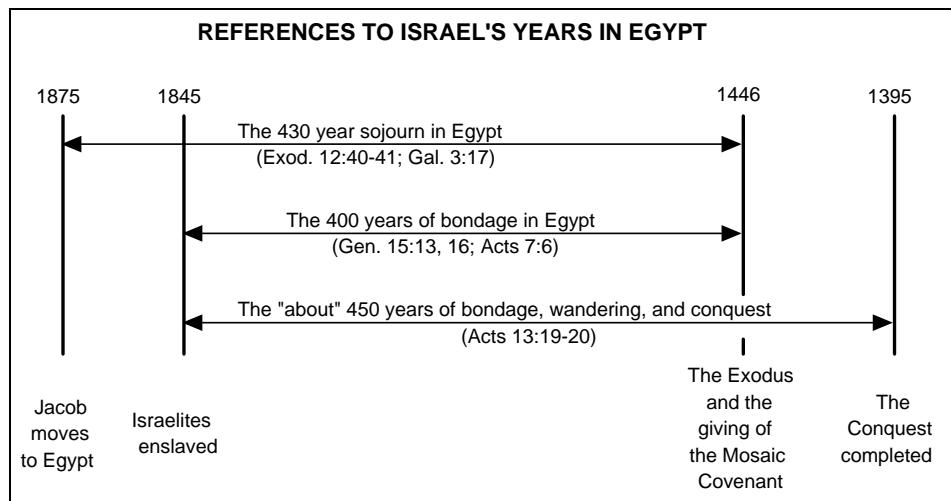 REFERENCES TO ISRAEL'S YEARS IN EGYPT
1875 1845 1446 1395
The 430 year sojourn in Egypt
(Exod. 12:40-41; Gal. 3:17)
The 400 years of bondage in Egypt
(Gen. 15:13, 16; Acts 7:6)
The "about" 450 years of bondage, wandering, and conquest
(Acts 13:19-20)
Jacob
moves
to Egypt
Israelites
enslaved
The Exodus
and the
giving of
the Mosaic
Covenant
The
Conquest
completed